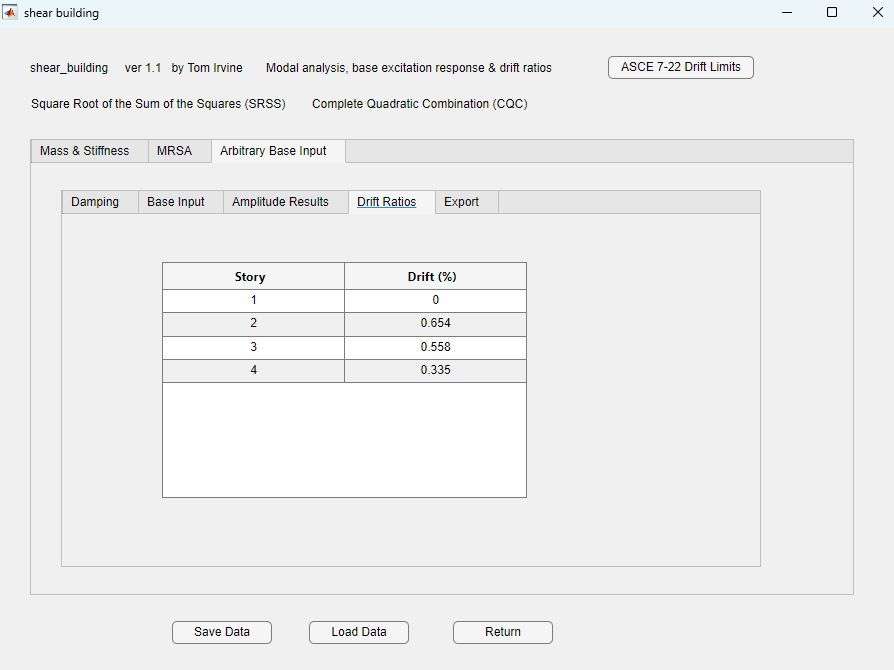 shear building
shear_building ver 1.1 by Tom Irvine Modal analysis, base excitation response & drift ratios ASCE 7-22 Drift Limits
Square Root of the Sum of the Squares (SRSS) Complete Quadratic Combination (CQC)
Mass & Stiffness MRSA Arbitrary Base Input
Damping Base Input Amplitude Results Drift Ratios Export
Story Drift (%)
1 0
2 0.654
3 0.558
4 0.335
Save Data Load Data Return